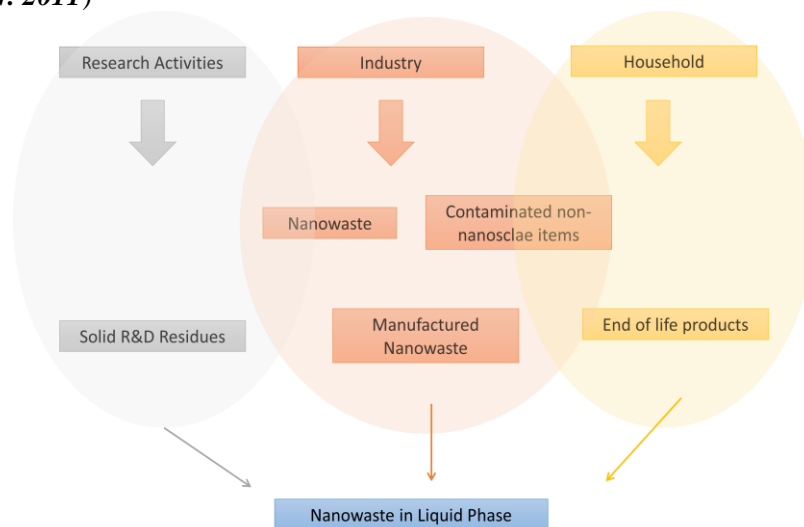 2011)
Research Activities
Industry
Household
Nanowaste
Contaminated non-
nanosclae items
Solid R&D Residues
Manufactured
Nanowaste
End of life products
Nanowaste in Liquid Phase